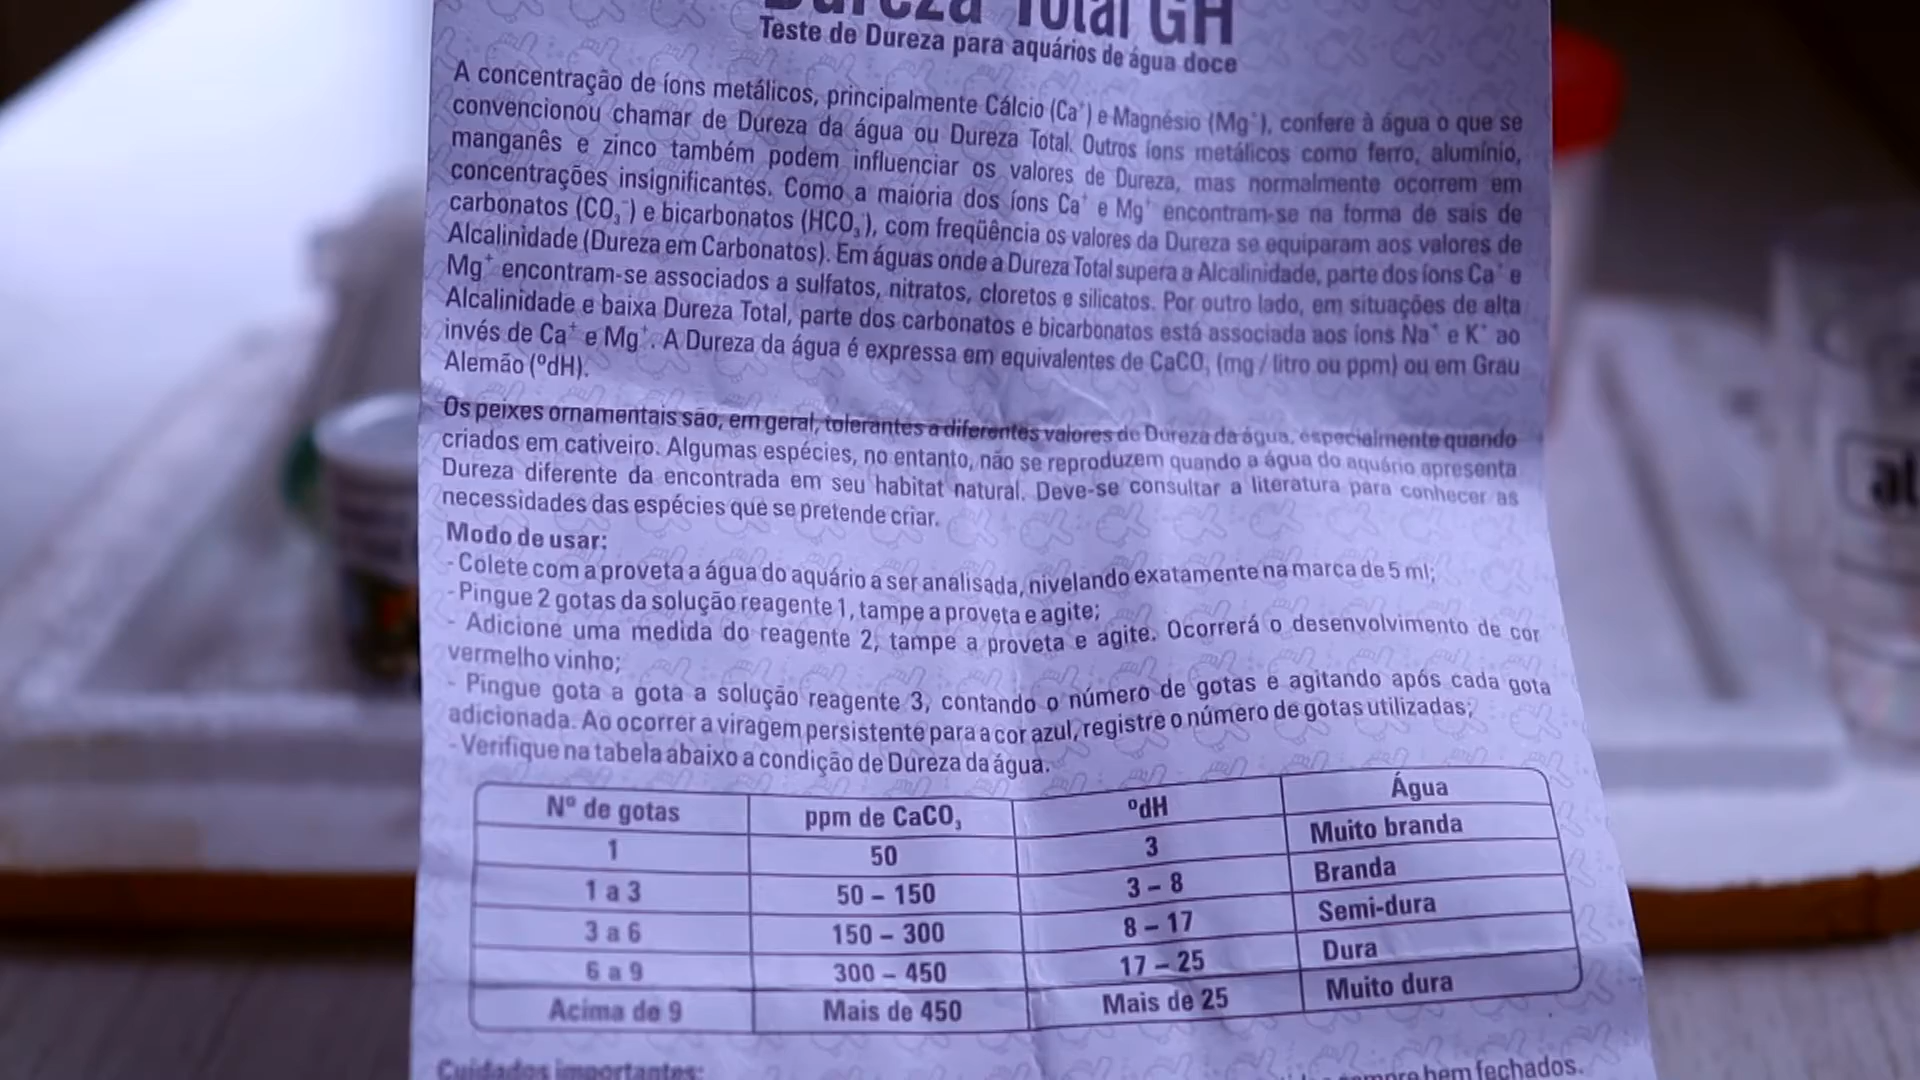 Dureza Total GH
Teste de Dureza para aquários de água doce
A concentração de íons metálicos, principalmente Cálcio (Ca⁺) e Magnésio (Mg⁺), confere à água o que se
convencionou chamar de Dureza da água ou Dureza Total. Outros íons metálicos como ferro, alumínio,
manganês e zinco também podem influenciar os valores de Dureza, mas normalmente ocorrem em
concentrações insignificantes. Como a maioria dos íons Ca⁺ e Mg⁺ encontram-se na forma de sais de
carbonatos (CO₃⁻) e bicarbonatos (HCO₃⁻), com freqüência os valores da Dureza se equiparam aos valores de
Alcalinidade (Dureza em Carbonatos). Em águas onde a Dureza Total supera a Alcalinidade, parte dos íons Ca⁺ e
Mg⁺ encontram-se associados a sulfatos, nitratos, cloretos e silicatos. Por outro lado, em situações de alta
Alcalinidade e baixa Dureza Total, parte dos carbonatos e bicarbonatos está associada aos íons Na⁺ e K⁺ ao
invés de Ca⁺ e Mg⁺. A Dureza da água é expressa em equivalentes de CaCO₃ (mg / litro ou ppm) ou em Grau
Alemão (ºdH).
Os peixes ornamentais são, em geral, tolerantes a diferentes valores de Dureza da água, especialmente quando
criados em cativeiro. Algumas espécies, no entanto, não se reproduzem quando a água do aquário apresenta
Dureza diferente da encontrada em seu habitat natural. Deve-se consultar a literatura para conhecer as
necessidades das espécies que se pretende criar.
Modo de usar:
- Colete com a proveta a água do aquário a ser analisada, nivelando exatamente na marca de 5 ml;
- Pingue 2 gotas da solução reagente 1, tampe a proveta e agite;
- Adicione uma medida do reagente 2, tampe a proveta e agite. Ocorrerá o desenvolvimento de cor
vermelho vinho;
- Pingue gota a gota a solução reagente 3, contando o número de gotas e agitando após cada gota
adicionada. Ao ocorrer a viragem persistente para a cor azul, registre o número de gotas utilizadas;
- Verifique na tabela abaixo a condição de Dureza da água.
Nº de gotas ppm de CaCO₃ ºdH Água
1 50 3 Muito branda
1 a 3 50 – 150 3 – 8 Branda
3 a 6 150 – 300 8 – 17 Semi-dura
6 a 9 300 – 450 17 – 25 Dura
Acima de 9 Mais de 450 Mais de 25 Muito dura
Cuidados importantes:
bem fechados.